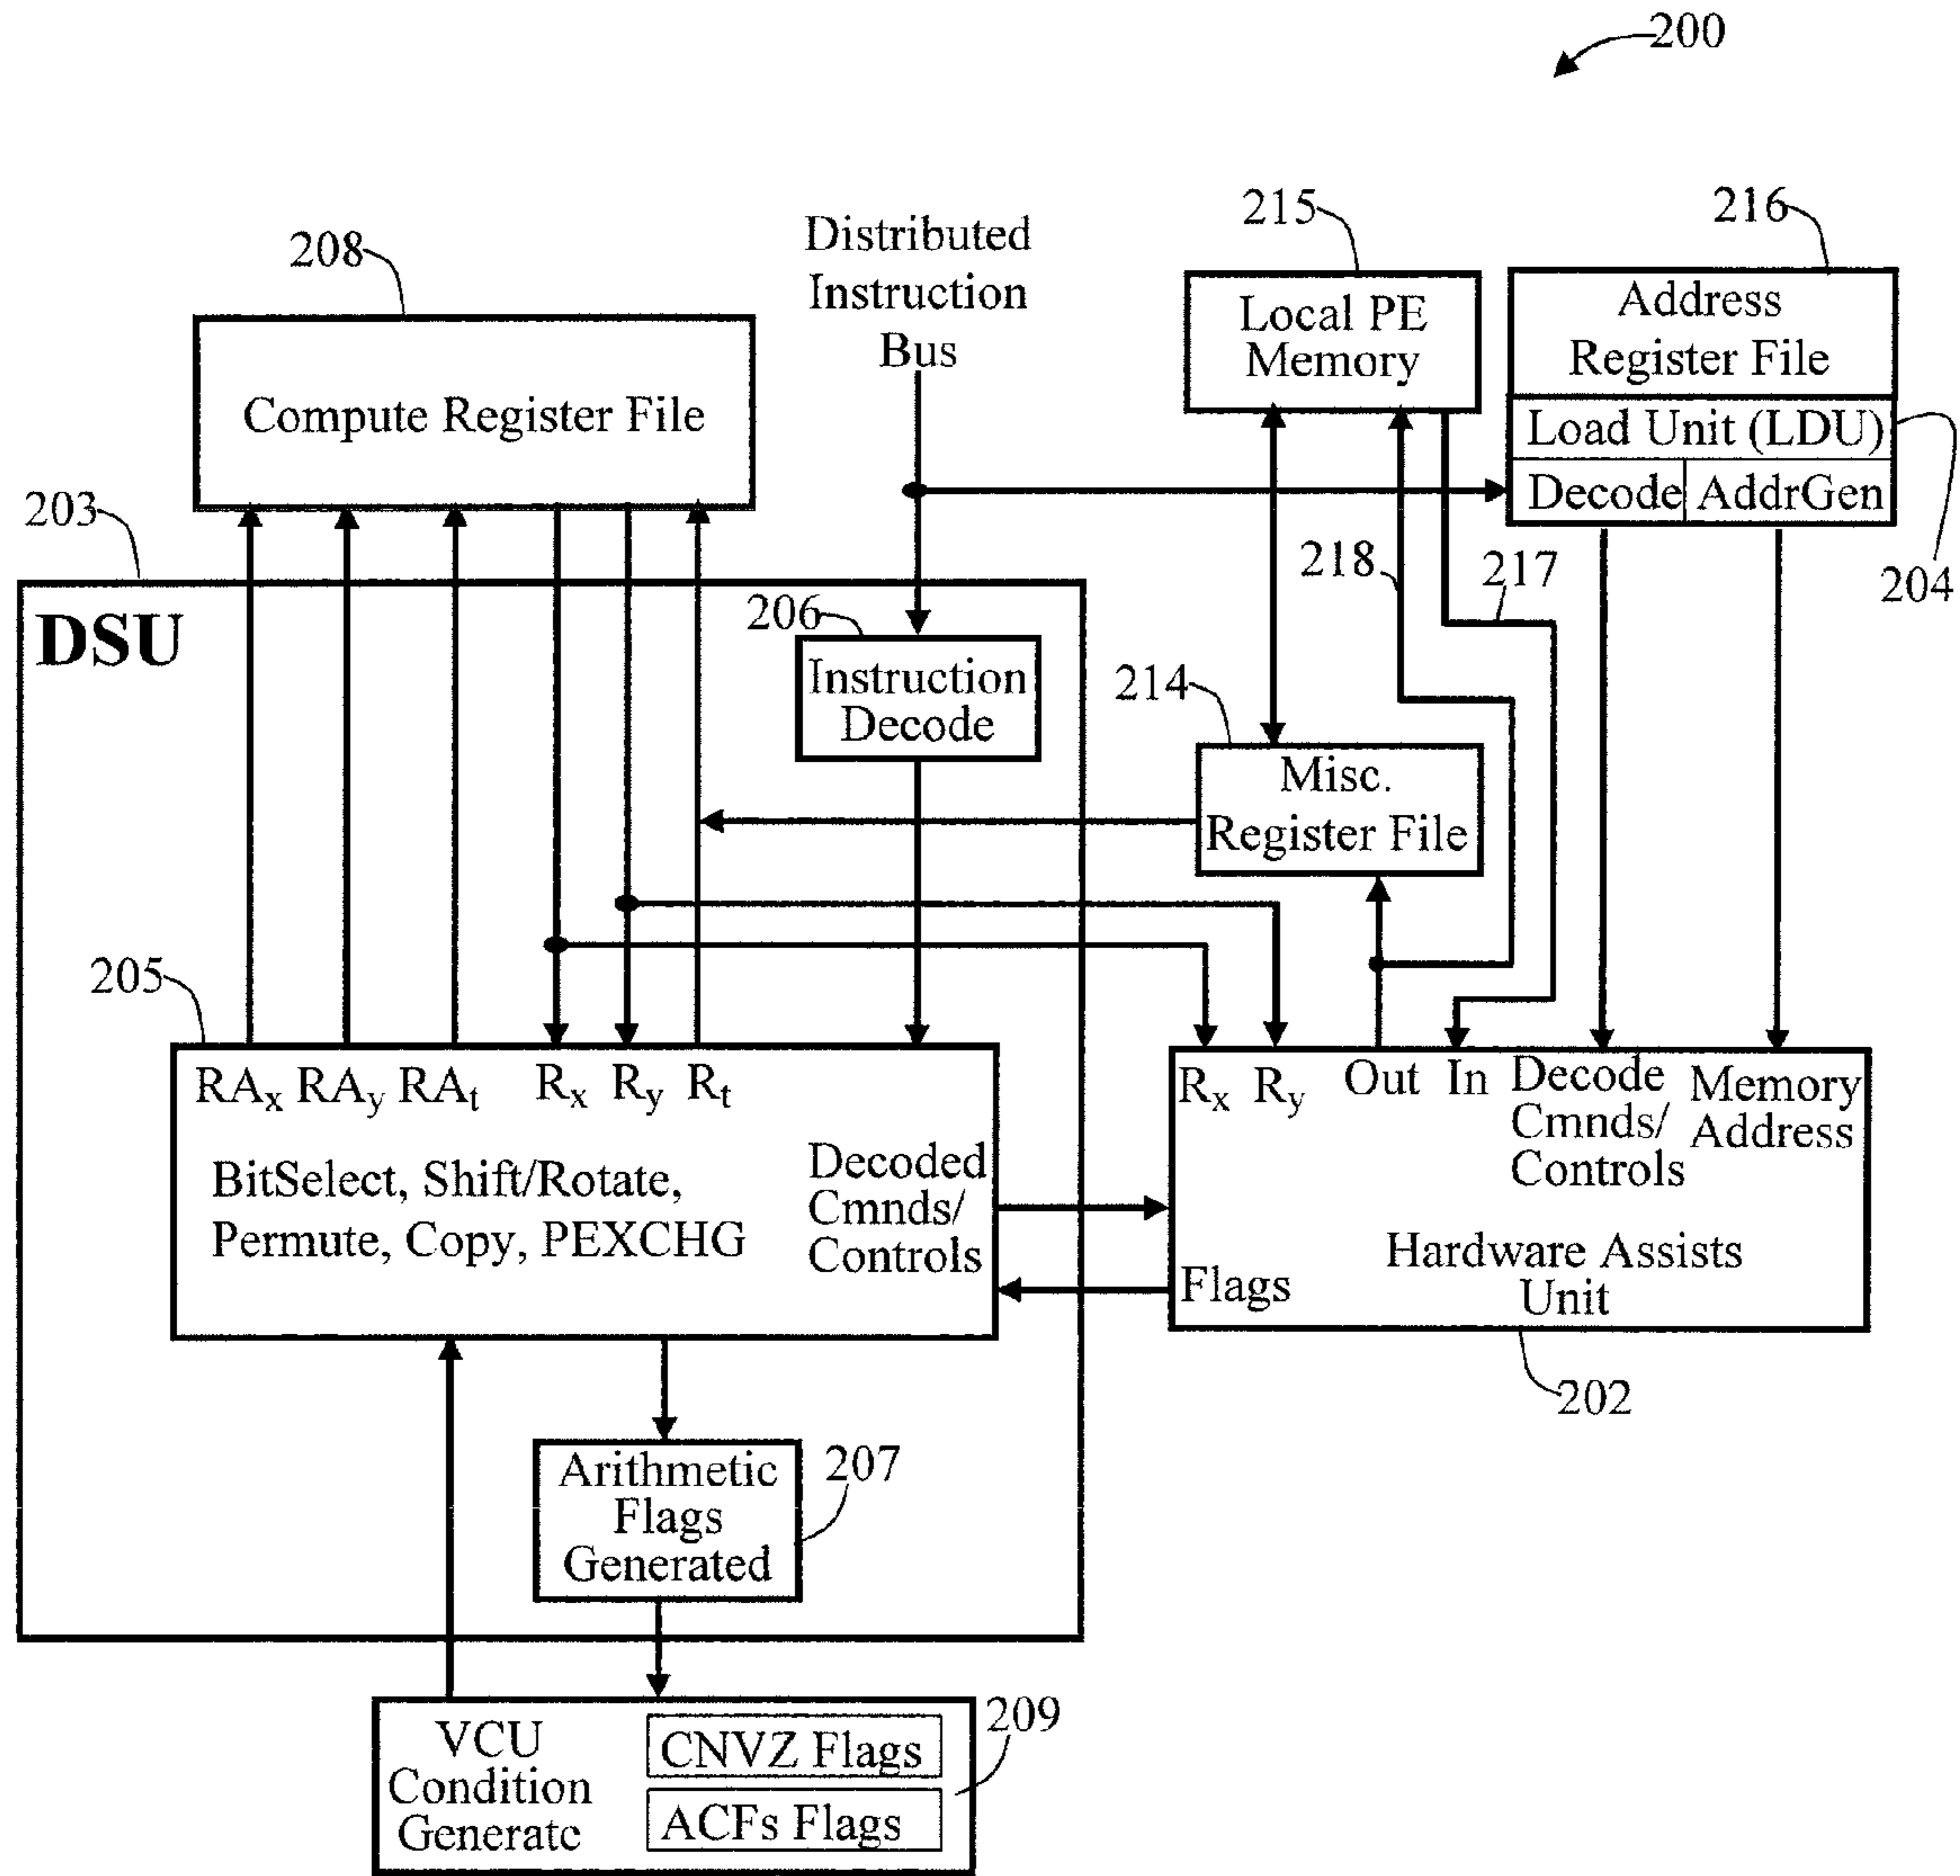 200
215
216
208
Distributed
Instruction
Bus
Local PE
Memory
Address
Register File
Compute Register File
Load Unit (LDU)
Decode
AddrGen
203
218
217
204
DSU
206
Instruction
Decode
214
Misc.
Register File
205
RAx RAy RAt Rx Ry Rt
BitSelect, Shift/Rotate,
Permute, Copy, PEXCHG
Decoded
Cmnds/
Controls
Rx Ry Out In
Decode
Cmnds/
Controls
Memory
Address
Flags
Hardware Assists
Unit
202
Arithmetic
Flags
Generated
207
209
VCU
Condition
Generate
CNVZ Flags
ACFs Flags